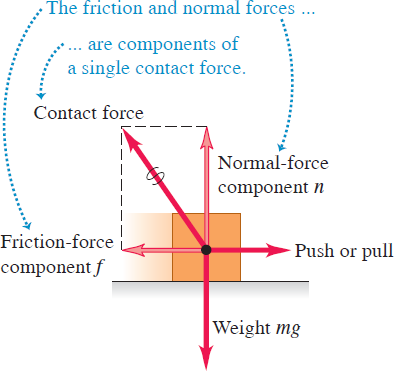 The friction and normal forces ...
... are components of
a single contact force.
Contact force
Normal-force
component n
Friction-force
component f
Push or pull
Weight mg